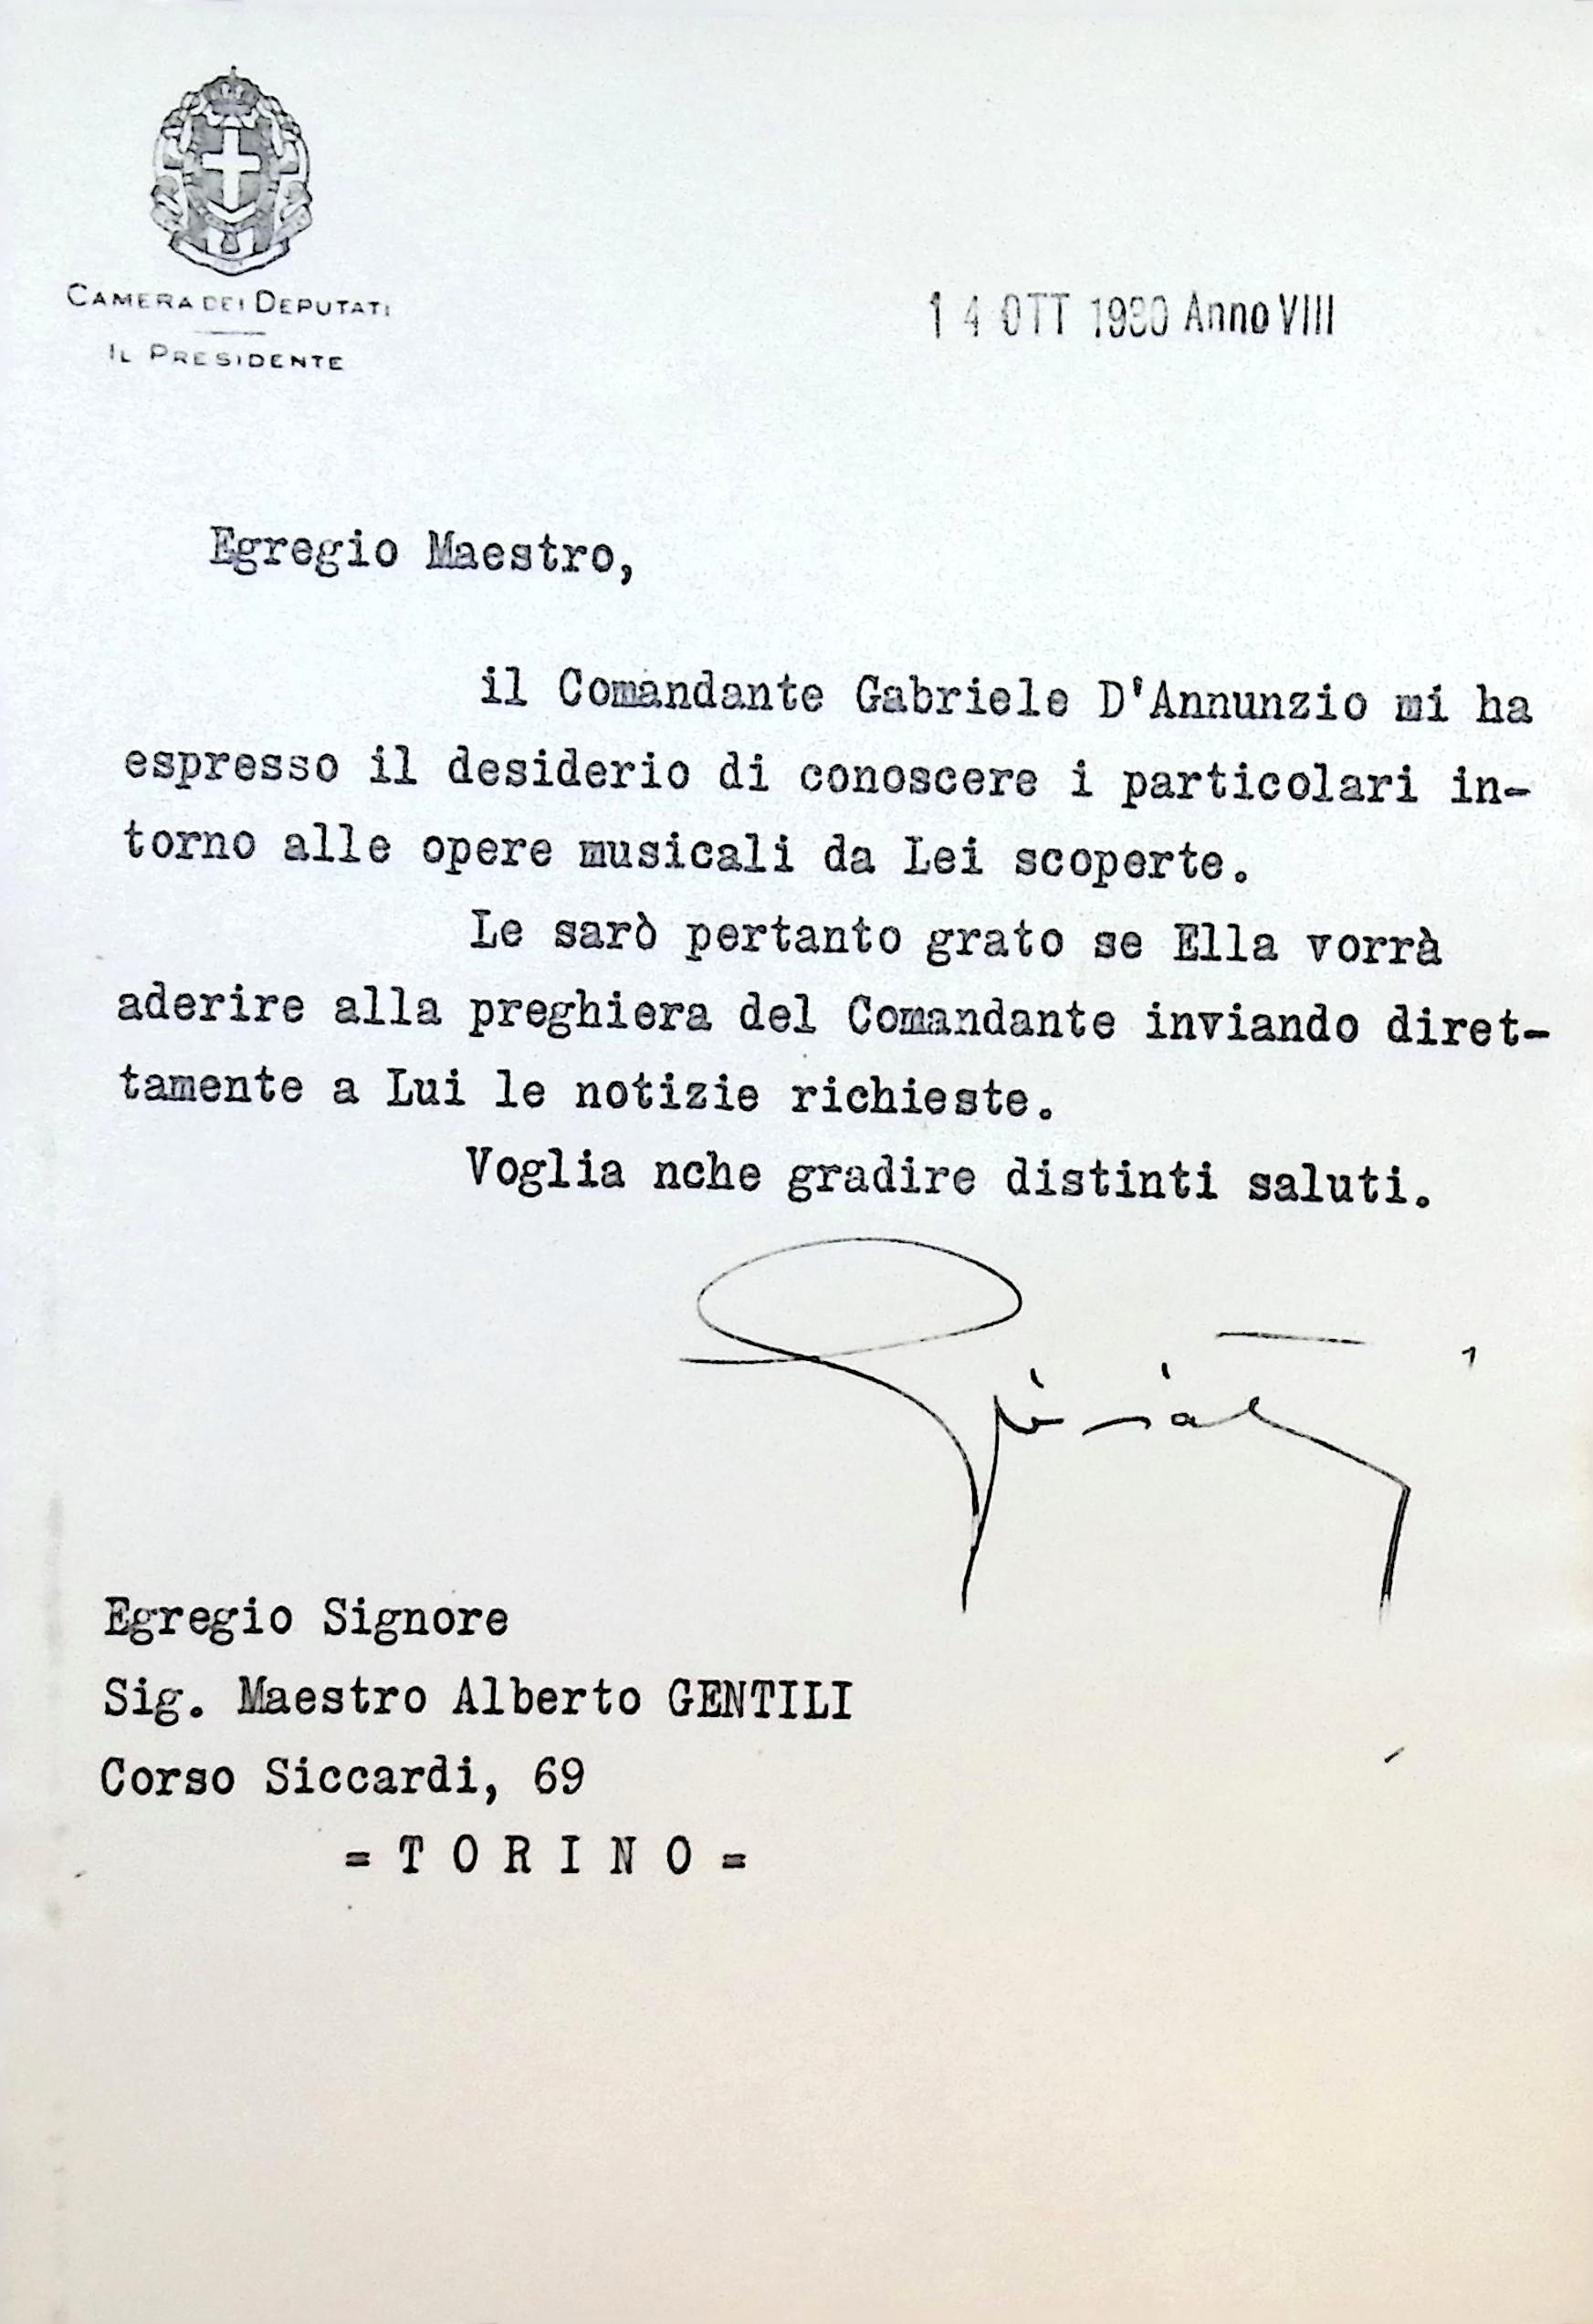 CAMERA DEI DEPUTATI
IL PRESIDENTE
14 OTT 1930 Anno VIII
Egregio Maestro,
il Comandante Gabriele D'Annunzio mi ha
espresso il desiderio di conoscere i particolari in-
torno alle opere musicali da Lei scoperte.
Le sarò pertanto grato se Ella vorrà
aderire alla preghiera del Comandante inviando diret-
tamente a Lui le notizie richieste.
Voglia nche gradire distinti saluti.
Egregio Signore
Sig. Maestro Alberto GENTILI
Corso Siccardi, 69
= T O R I N O =